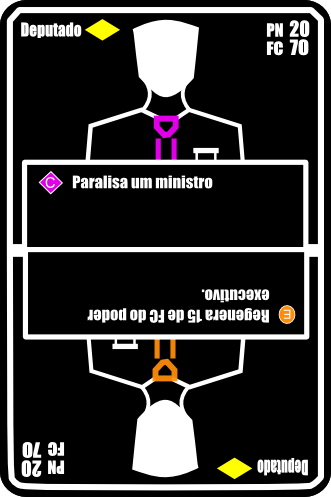 Deputado
PN 20
FC 70
C Paralisa um ministro
m Regenera 15 de FC do poder
executivo.
Deputado
PN 20
FC 70